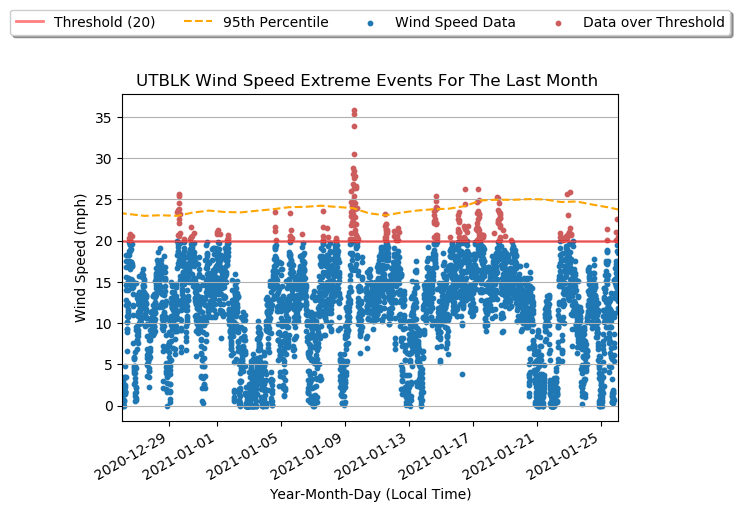 Threshold (20) 95th Percentile Wind Speed Data Data over Threshold
UTBLK Wind Speed Extreme Events For The Last Month
35
30
25
20
15
10
5
0
Wind Speed (mph)
2020-12-29 2021-01-01 2021-01-05 2021-01-09 2021-01-13 2021-01-17 2021-01-21 2021-01-25
Year-Month-Day (Local Time)